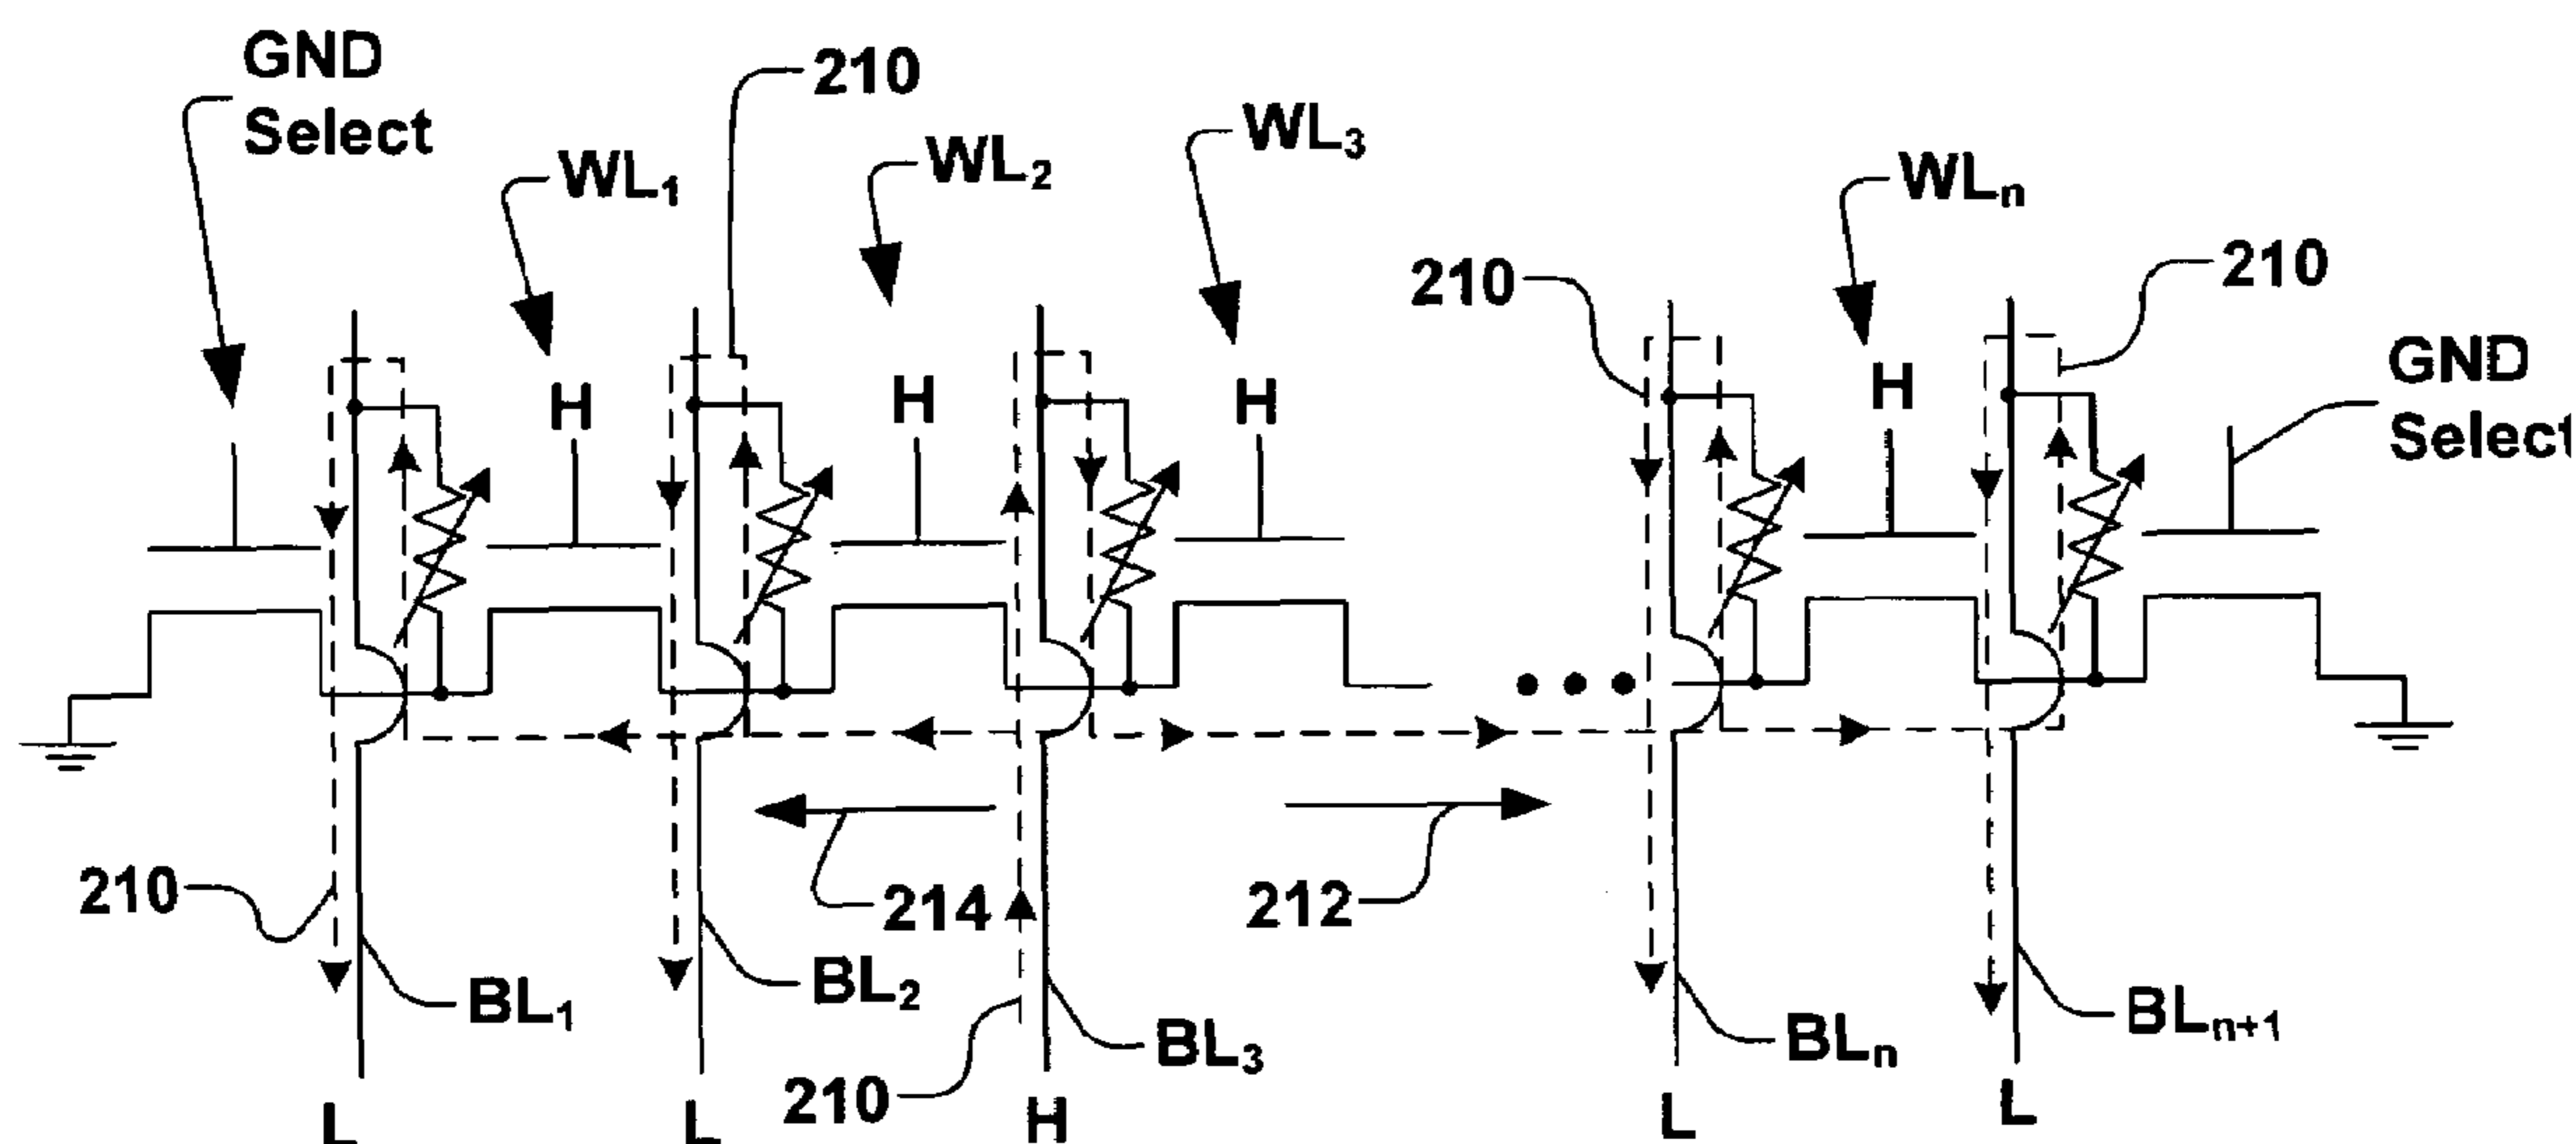 GND
Select
210
WL₁
WL₂
WL₃
WLₙ
210
210
GND
Select
H
H
H
H
210
214
212
BL₁
BL₂
210
BL₃
BLₙ
BLₙ₊₁
L
L
H
L
L